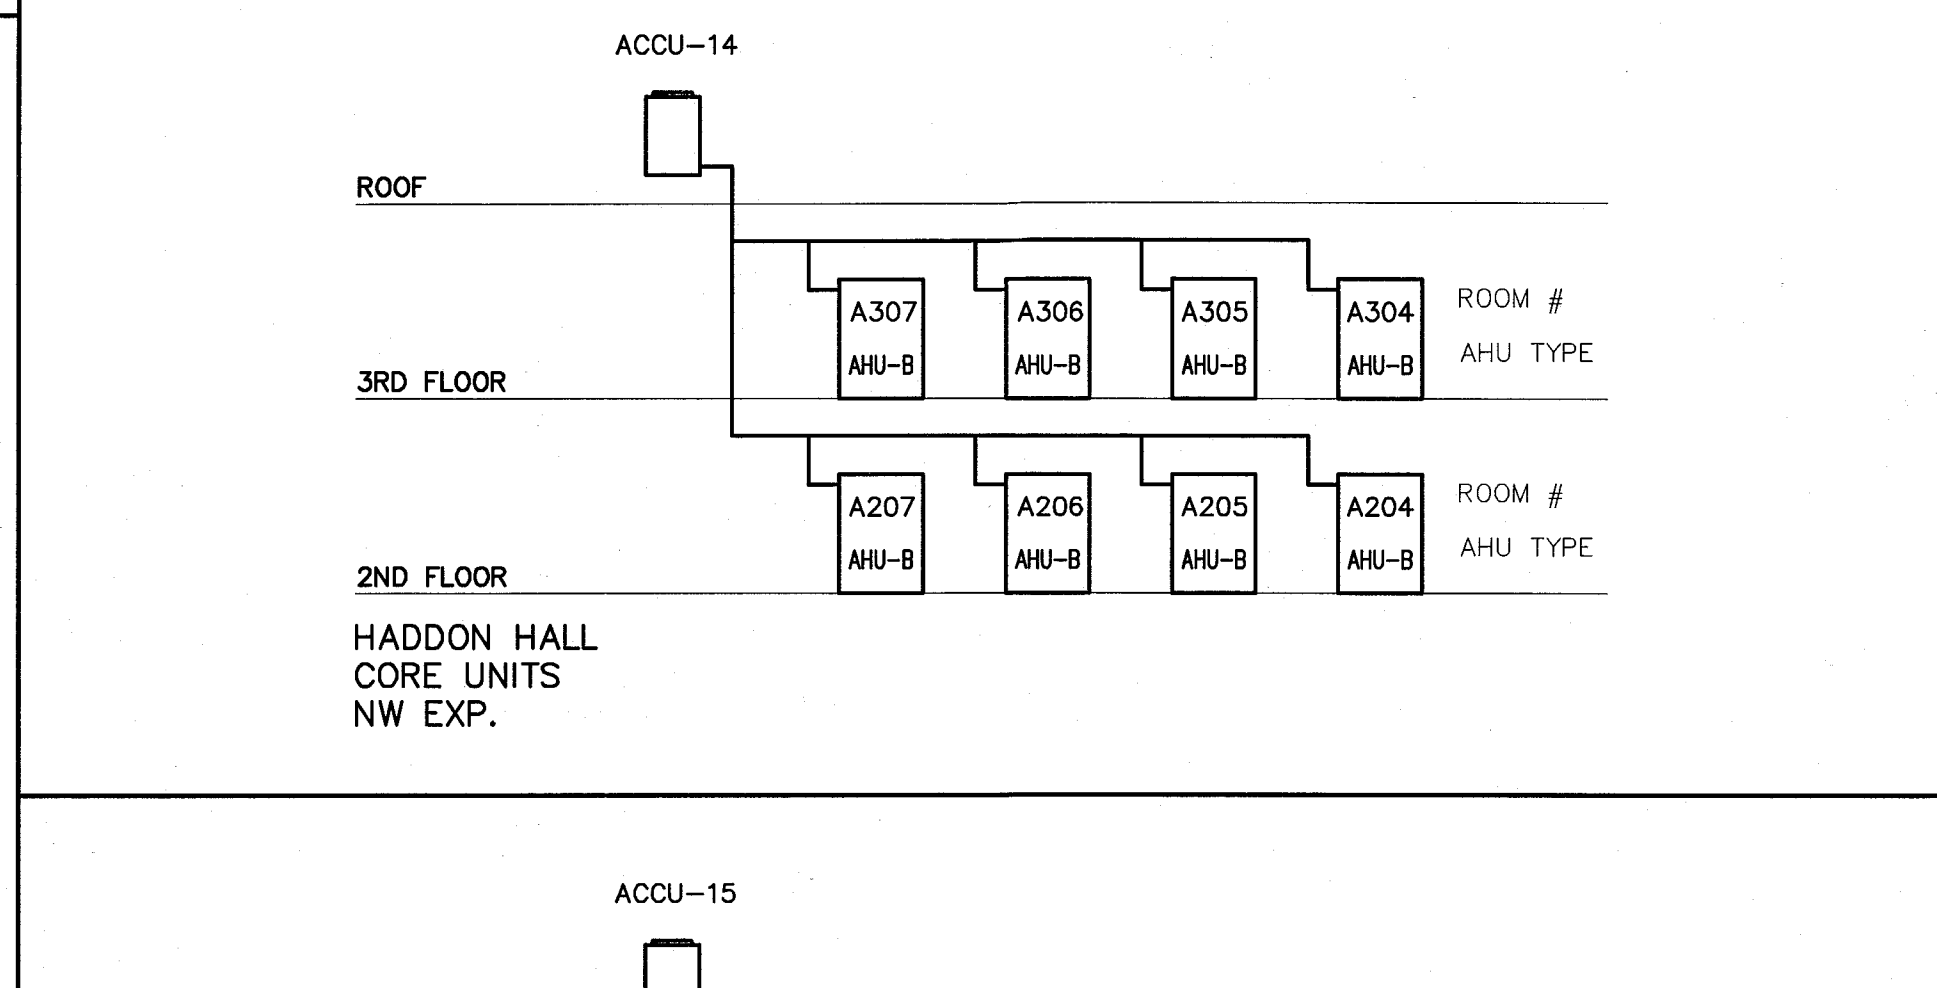 ACCU-14
ROOF
A307 A306 A305 A304 ROOM #
AHU-B AHU-B AHU-B AHU-B AHU TYPE
3RD FLOOR
A207 A206 A205 A204 ROOM #
AHU-B AHU-B AHU-B AHU-B AHU TYPE
2ND FLOOR
HADDON HALL
CORE UNITS
NW EXP.
ACCU-15